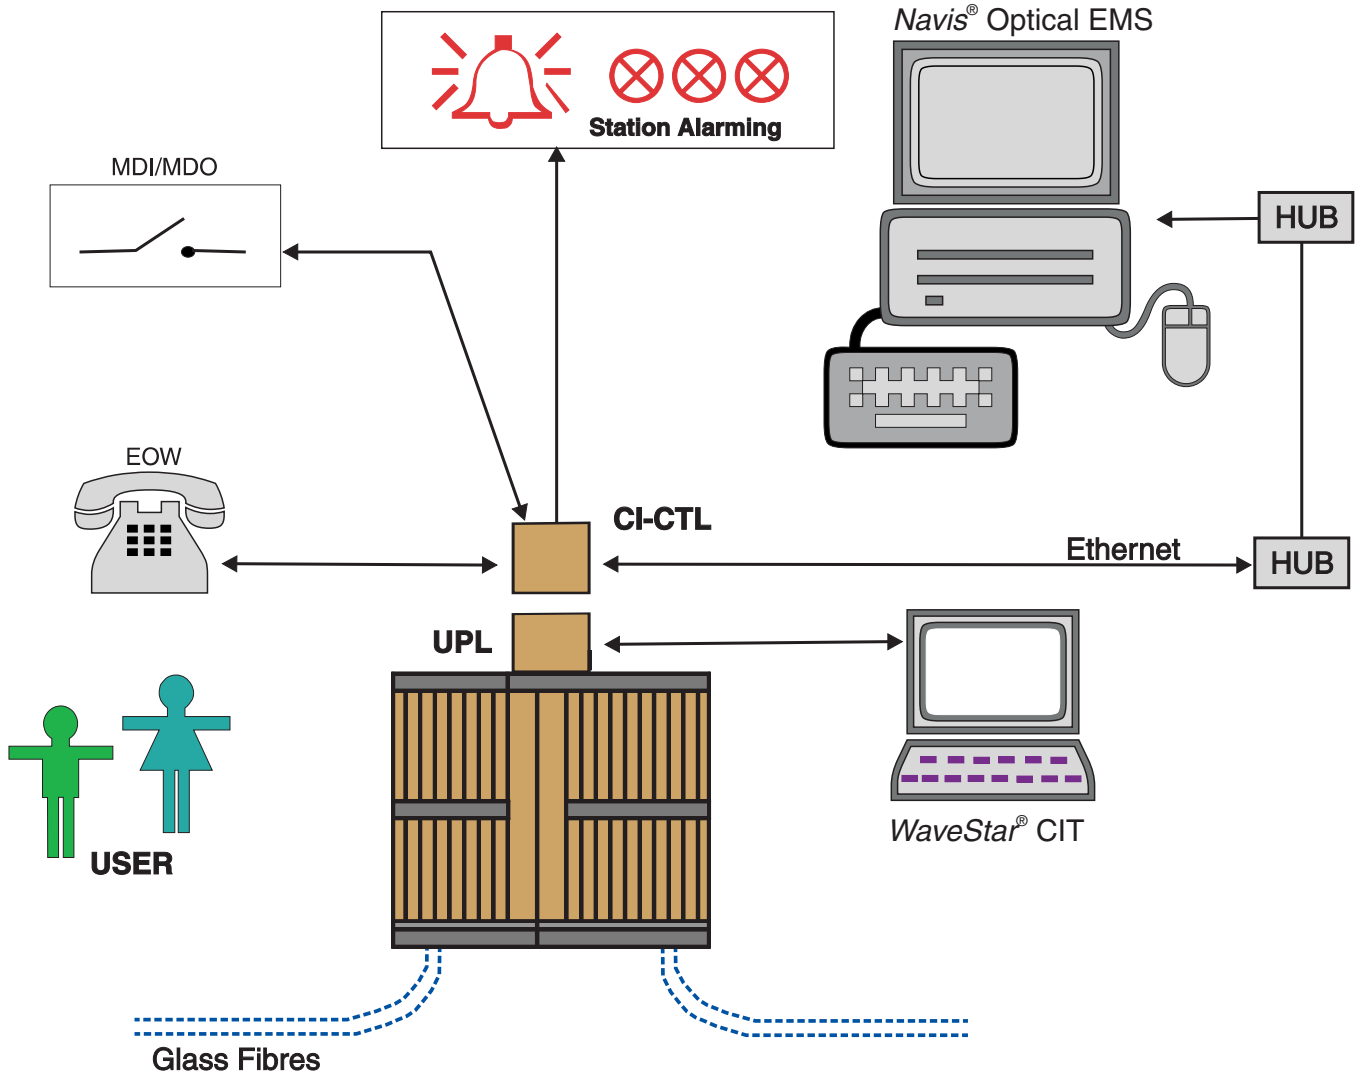 Navis® Optical EMS
Station Alarming
MDI/MDO
HUB
EOW
CI-CTL
Ethernet
HUB
UPL
WaveStar® CIT
USER
Glass Fibres